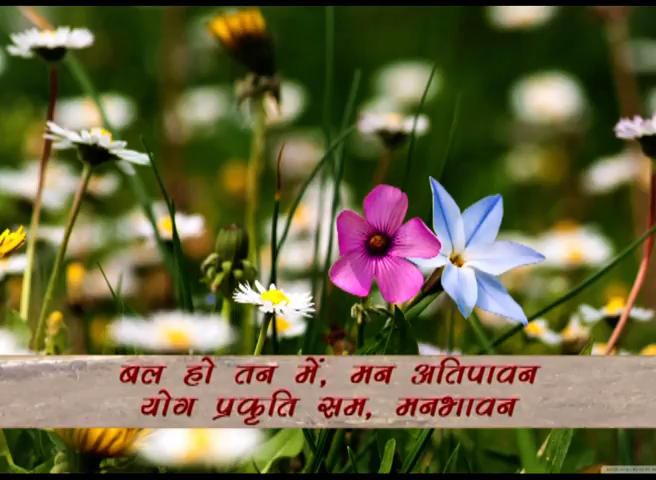 बल हो तन में, मन अतिपावन
योग प्रकृति सम, मनभावन